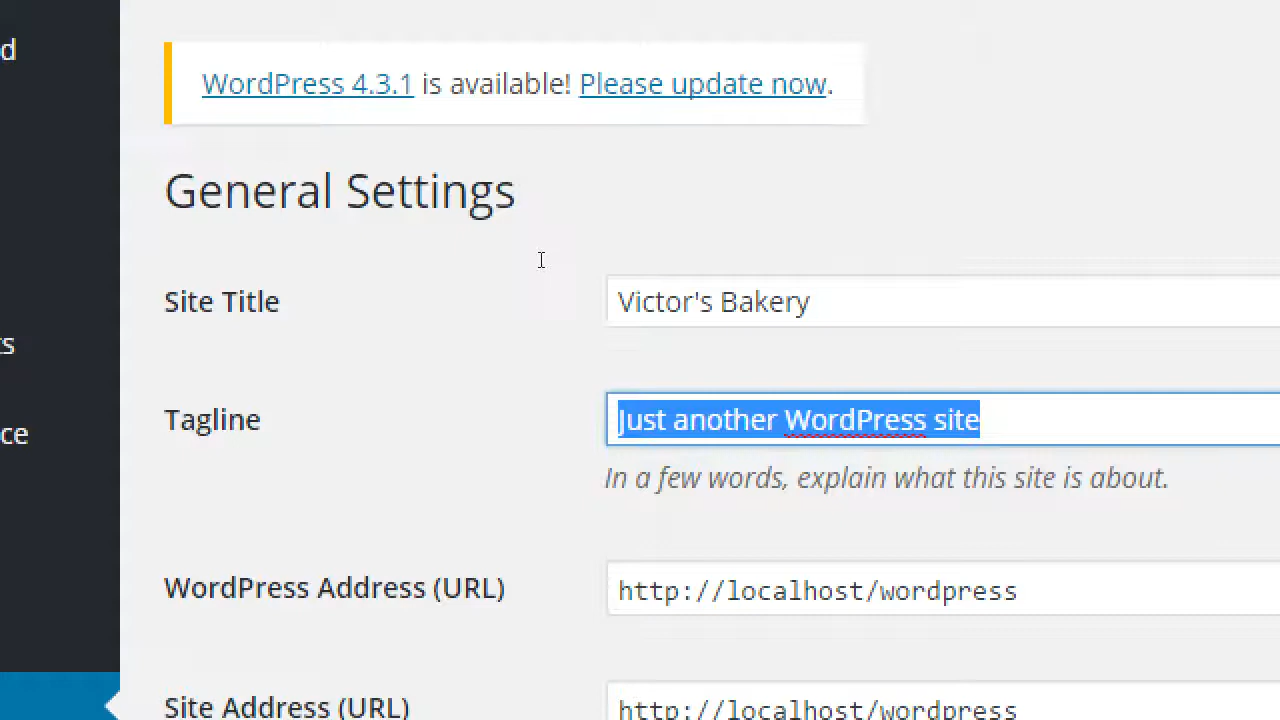 d
WordPress 4.3.1 is available! Please update now.
General Settings
Site Title
Victor's Bakery
ts
Tagline
Just another WordPress site
ce
In a few words, explain what this site is about.
WordPress Address (URL)
http://localhost/wordpress
Site Address (URL)
http://localhost/wordpress